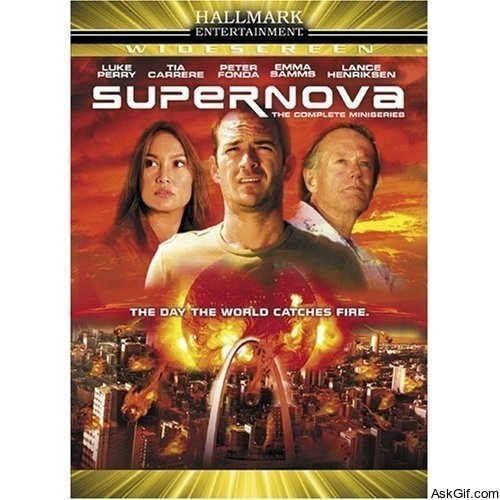 HALLMARK
ENTERTAINMENT
WIDESCREEN
LUKE PERRY TIA CARRERE PETER FONDA EMMA SAMMS LANCE HENRIKSEN
SUPERNOVA
THE COMPLETE MINISERIES
THE DAY THE WORLD CATCHES FIRE.
AskGif.com